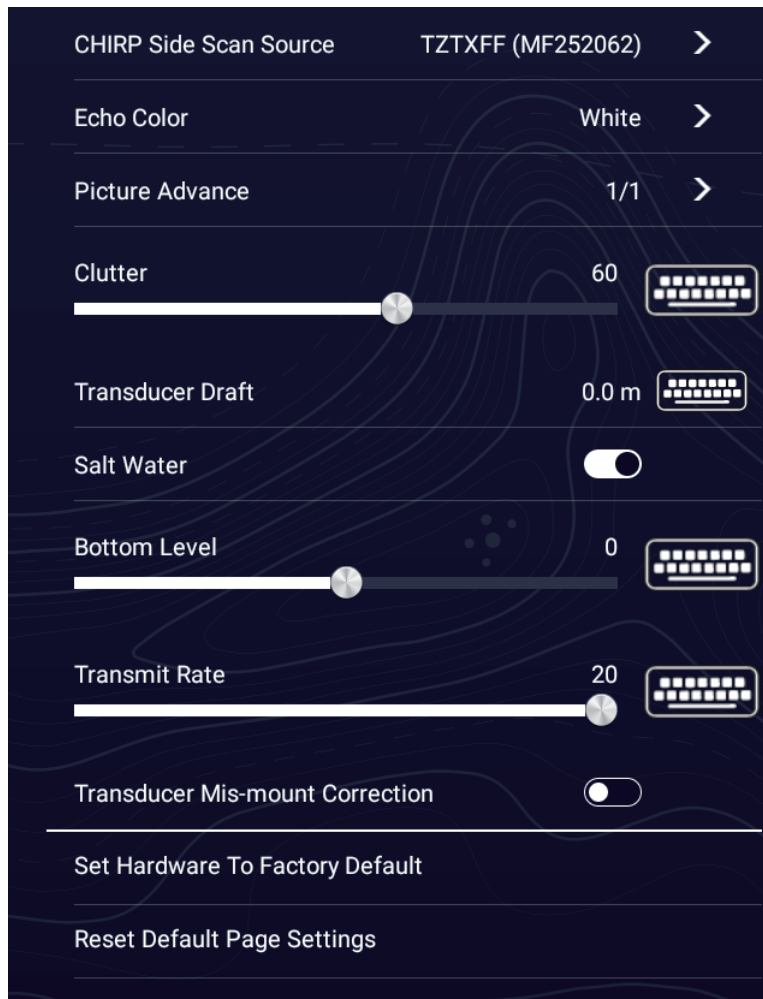 CHIRP Side Scan Source TZTXFF (MF252062)
Echo Color White
Picture Advance 1/1
Clutter 60
Transducer Draft 0.0 m
Salt Water
Bottom Level 0
Transmit Rate 20
Transducer Mis-mount Correction
Set Hardware To Factory Default
Reset Default Page Settings